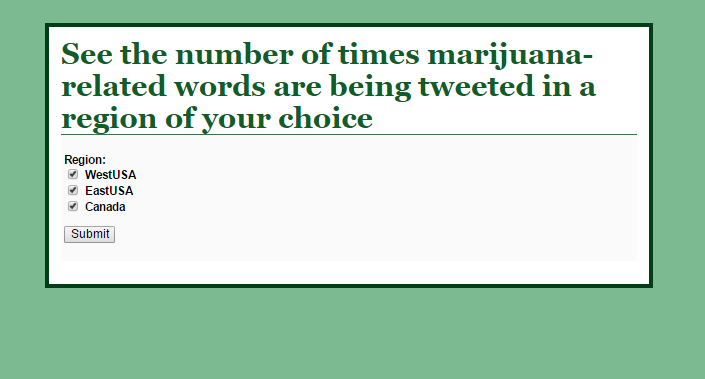 See the number of times marijuana-
related words are being tweeted in a
region of your choice
Region:
WestUSA
EastUSA
Canada
Submit